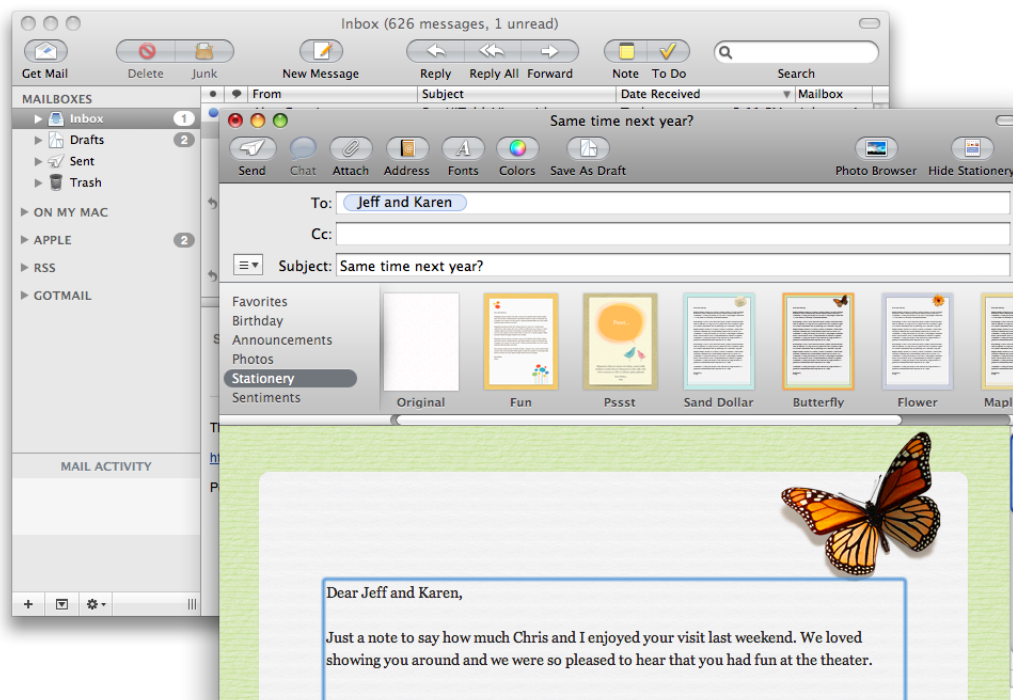 Inbox (626 messages, 1 unread)
Get Mail Delete Junk New Message Reply Reply All Forward Note To Do Search
MAILBOXES
From Subject Date Received Mailbox
Inbox 1
Drafts 2
Sent
Trash
ON MY MAC
APPLE 2
RSS
GOTMAIL
MAIL ACTIVITY
Same time next year?
Send Chat Attach Address Fonts Colors Save As Draft Photo Browser Hide Stationery
To: Jeff and Karen
Cc:
Subject: Same time next year?
Favorites
Birthday
Announcements
Photos
Stationery
Sentiments
Original Fun Pssst Sand Dollar Butterfly Flower Mapl
Dear Jeff and Karen,
Just a note to say how much Chris and I enjoyed your visit last weekend. We loved
showing you around and we were so pleased to hear that you had fun at the theater.